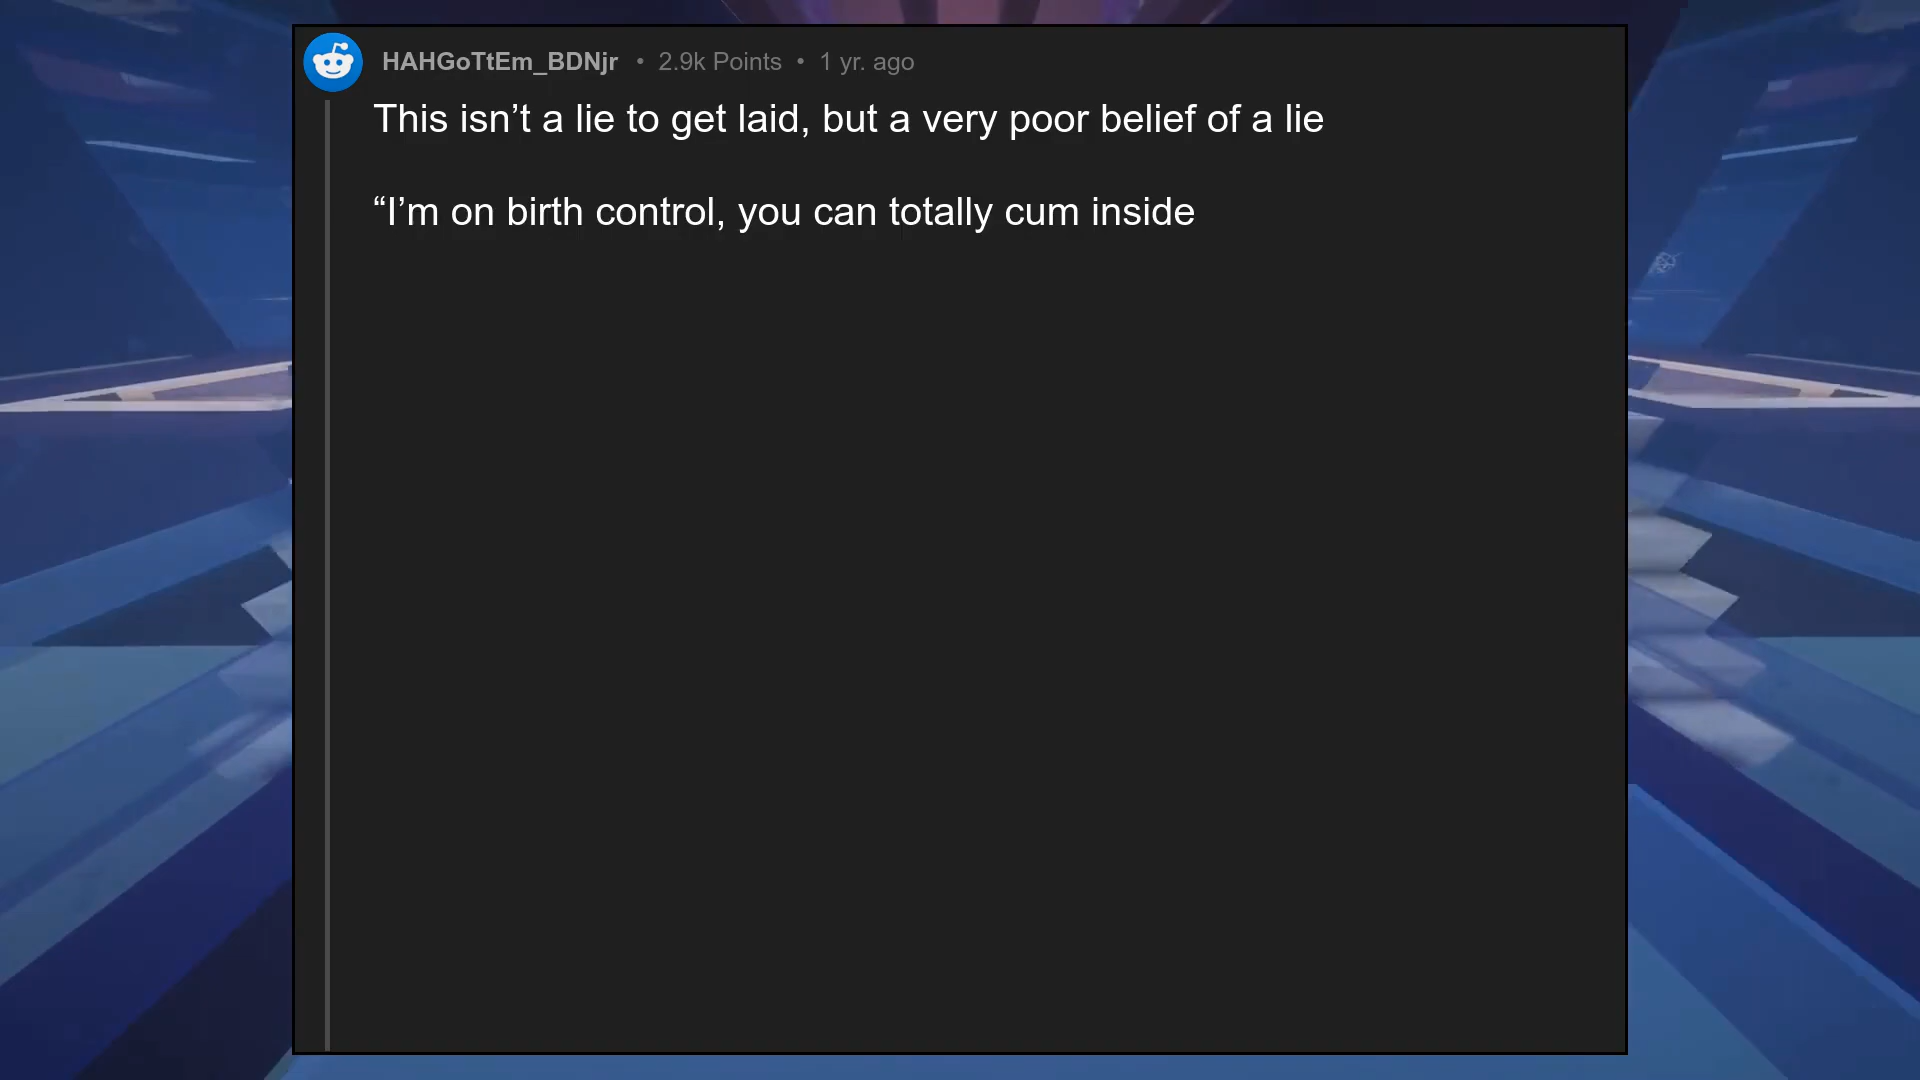 HAHGoTtEm_BDNjr • 2.9k Points • 1 yr. ago
This isn’t a lie to get laid, but a very poor belief of a lie
“I’m on birth control, you can totally cum inside